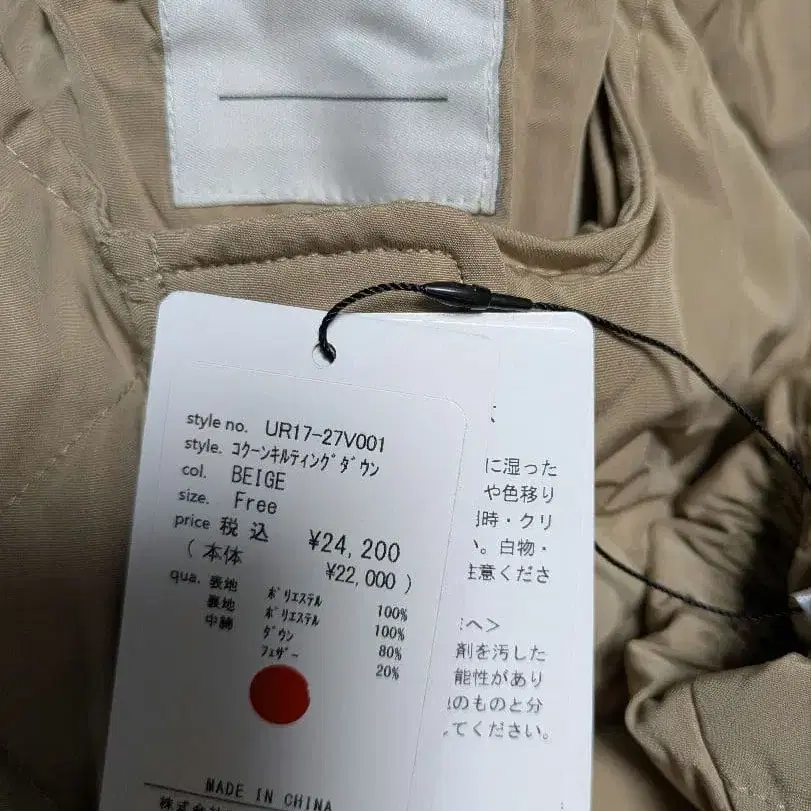 style no. UR17-27V001
style. ｺｸｰﾝｷﾙﾃｨﾝｸﾞﾀﾞｳﾝ
col. BEIGE
size. Free
price 税込 ¥24,200
(本体 ¥22,000)
qua. 表地 ﾎﾟﾘｴｽﾃﾙ 100%
裏地 ﾎﾟﾘｴｽﾃﾙ 100%
中綿 ﾀﾞｳﾝ 80%
ﾌｪｻﾞｰ 20%
MADE IN CHINA
株式会社
に湿った
や色移り
時・クリ
。白物・
注意くださ
へ>
剤を汚した
能性があり
のものと分
てください。